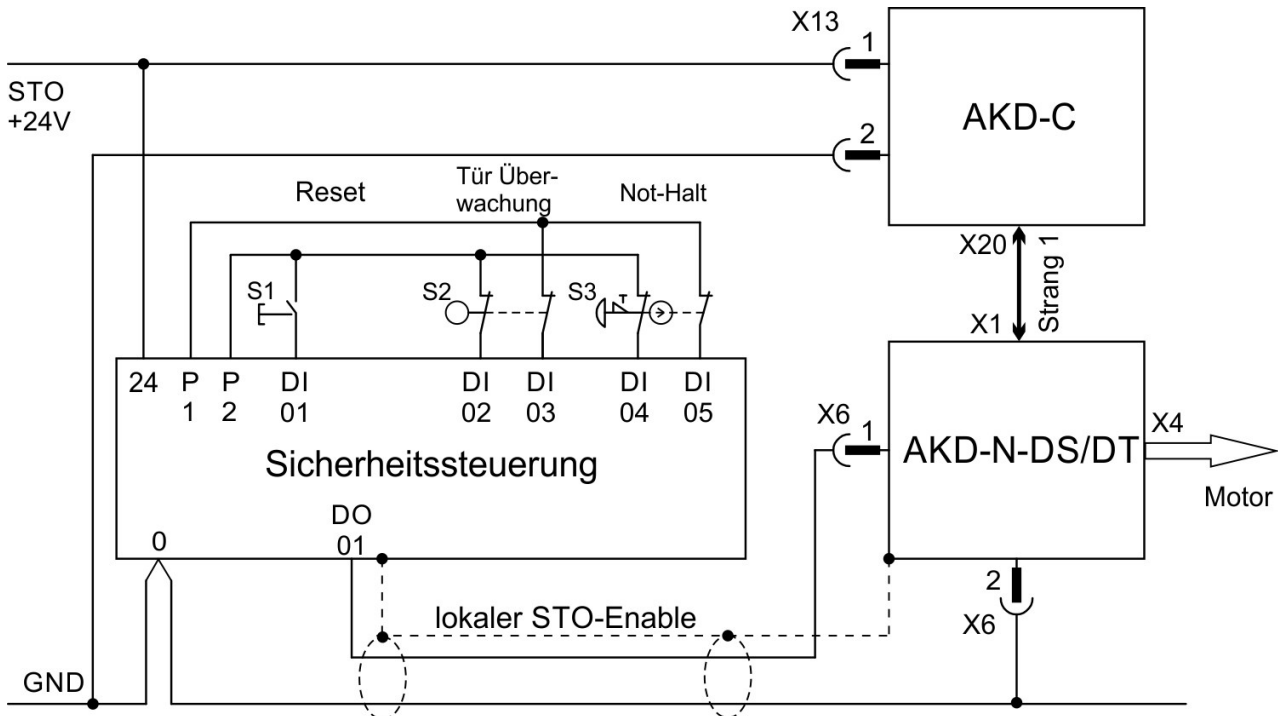 X13
1
STO
+24V
2
AKD-C
Reset
Tür Über-
wachung
Not-Halt
X20
Strang 1
S1
S2
S3
X1
24
P
1
P
2
DI
01
DI
02
DI
03
DI
04
DI
05
X6
1
AKD-N-DS/DT
X4
Motor
Sicherheitssteuerung
0
DO
01
2
X6
lokaler STO-Enable
GND